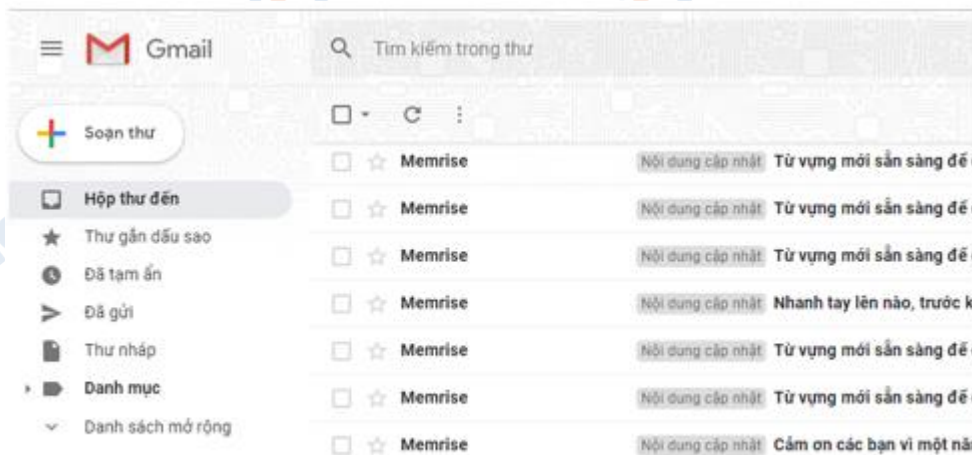 Gmail
Tìm kiếm trong thư
Soạn thư
Hộp thư đến
Thư gắn dấu sao
Đã tạm ẩn
Đã gửi
Thư nháp
Danh mục
Danh sách mở rộng
Memrise Nội dung cập nhật Từ vựng mới sẵn sàng để
Memrise Nội dung cập nhật Từ vựng mới sẵn sàng để
Memrise Nội dung cập nhật Từ vựng mới sẵn sàng để
Memrise Nội dung cập nhật Nhanh tay lên nào, trước
Memrise Nội dung cập nhật Từ vựng mới sẵn sàng để
Memrise Nội dung cập nhật Từ vựng mới sẵn sàng để
Memrise Nội dung cập nhật Cảm ơn các bạn vì một